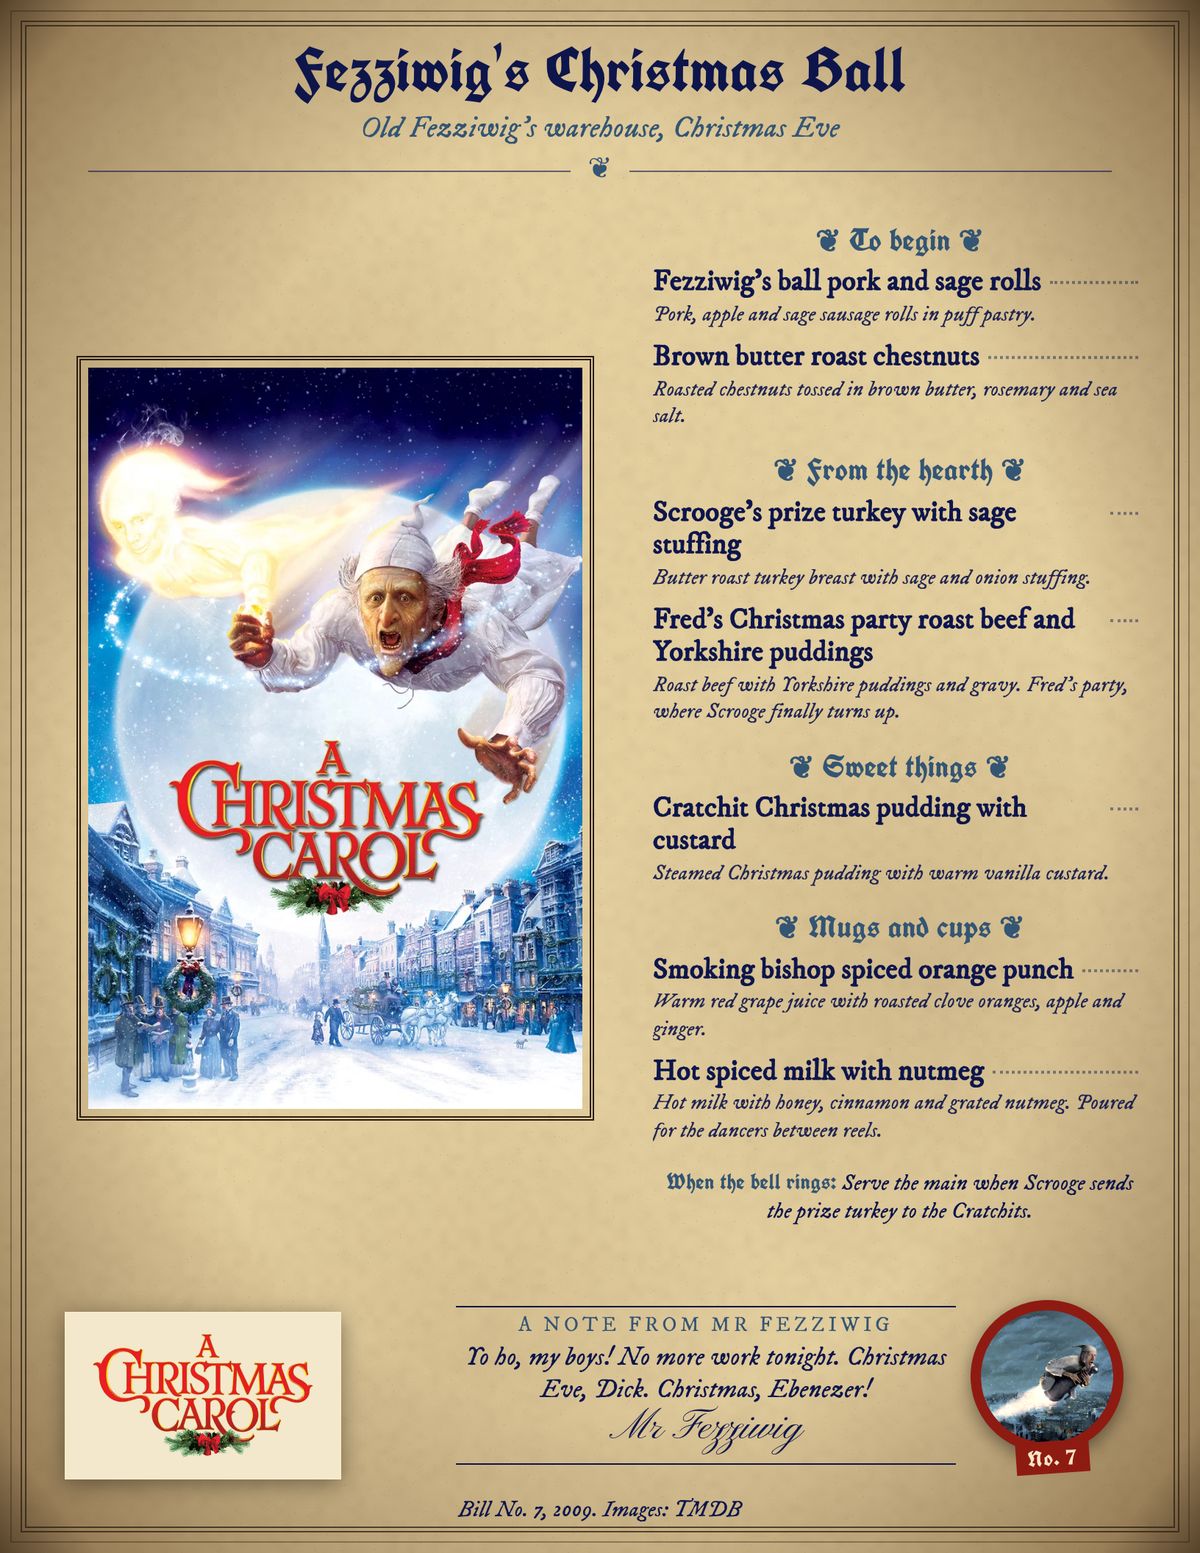 Fezziwig's Christmas Ball
Old Fezziwig's warehouse, Christmas Eve
To begin
Fezziwig's ball pork and sage rolls
Pork, apple and sage sausage rolls in puff pastry.
Brown butter roast chestnuts
Roasted chestnuts tossed in brown butter, rosemary and sea
salt.
From the hearth
Scrooge's prize turkey with sage
stuffing
Butter roast turkey breast with sage and onion stuffing.
Fred's Christmas party roast beef and
Yorkshire puddings
Roast beef with Yorkshire puddings and gravy. Fred's party,
where Scrooge finally turns up.
Sweet things
Cratchit Christmas pudding with
custard
Steamed Christmas pudding with warm vanilla custard.
Mugs and cups
Smoking bishop spiced orange punch
Warm red grape juice with roasted clove oranges, apple and
ginger.
Hot spiced milk with nutmeg
Hot milk with honey, cinnamon and grated nutmeg. Poured
for the dancers between reels.
When the bell rings: Serve the main when Scrooge sends
the prize turkey to the Cratchits.
A
CHRISTMAS
CAROL
A
CHRISTMAS
CAROL
A NOTE FROM MR FEZZIWIG
Yo ho, my boys! No more work tonight. Christmas
Eve, Dick. Christmas, Ebenezer!
Mr Fezziwig
No. 7
Bill No. 7, 2009. Images: TMDB